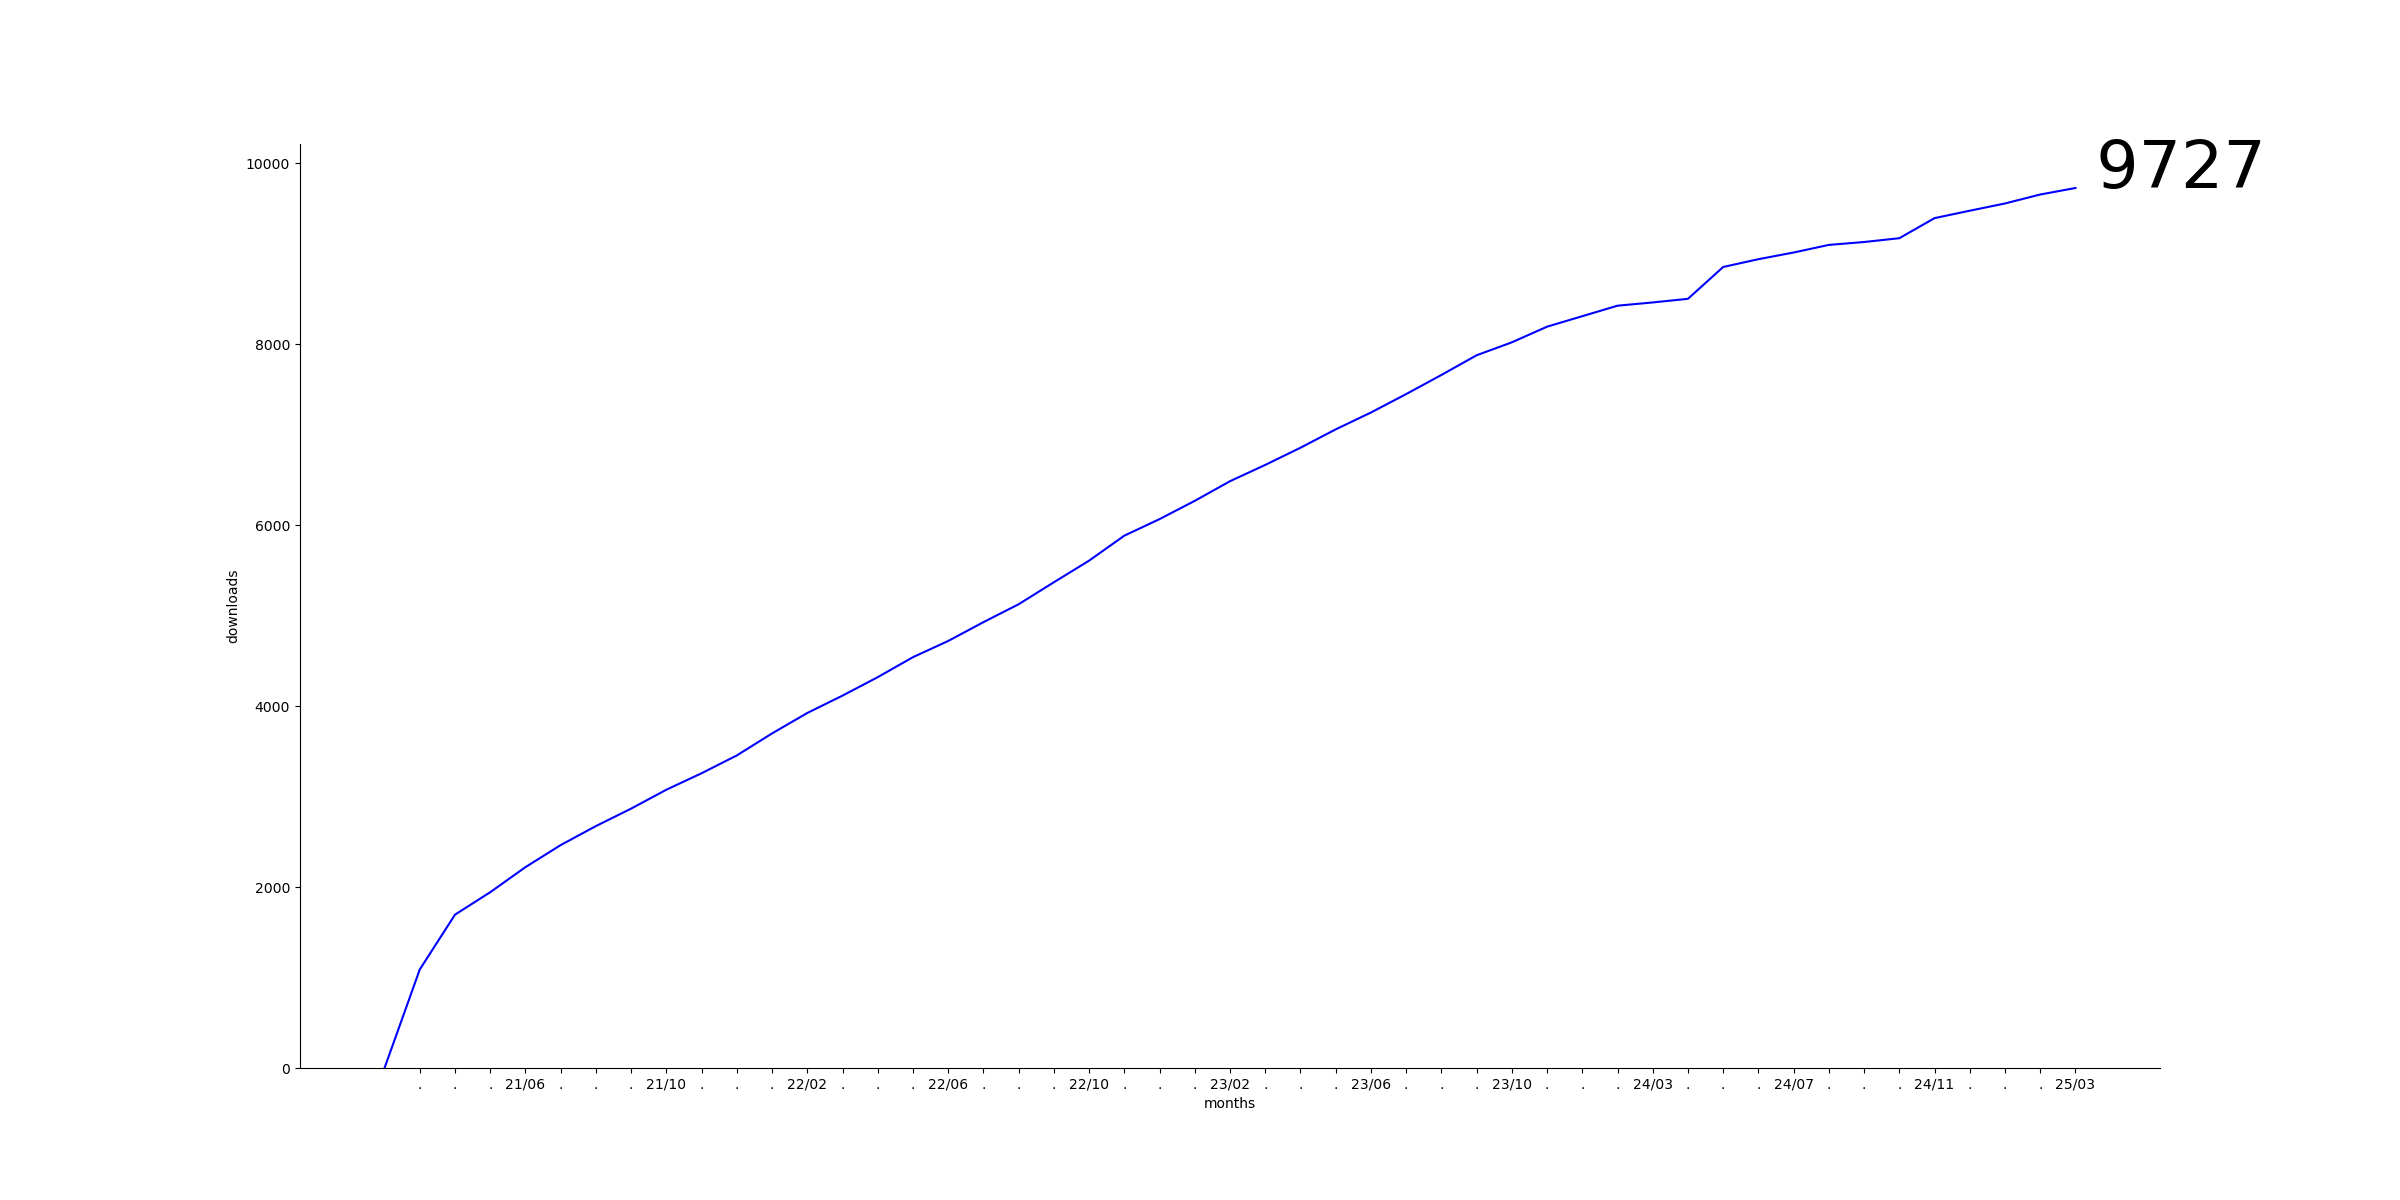 9727
10000
8000
6000
4000
2000
0
downloads
. . . 21/06 . . . 21/10 . . . 22/02 . . . 22/06 . . . 22/10 . . . 23/02 . . . 23/06 . . . 23/10 . . . 24/03 . . . 24/07 . . . 24/11 . . . 25/03
months